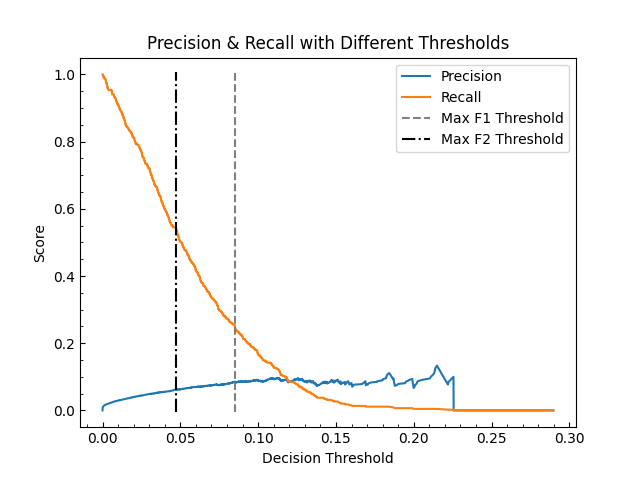 Precision & Recall with Different Thresholds
Precision
Recall
Max F1 Threshold
Max F2 Threshold
1.0
0.8
0.6
0.4
0.2
0.0
Score
0.00 0.05 0.10 0.15 0.20 0.25 0.30
Decision Threshold